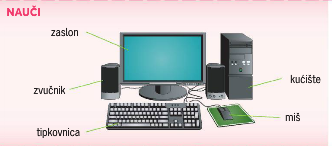 NAUČI
zaslon
zvučnik
kućište
miš
tipkovnica